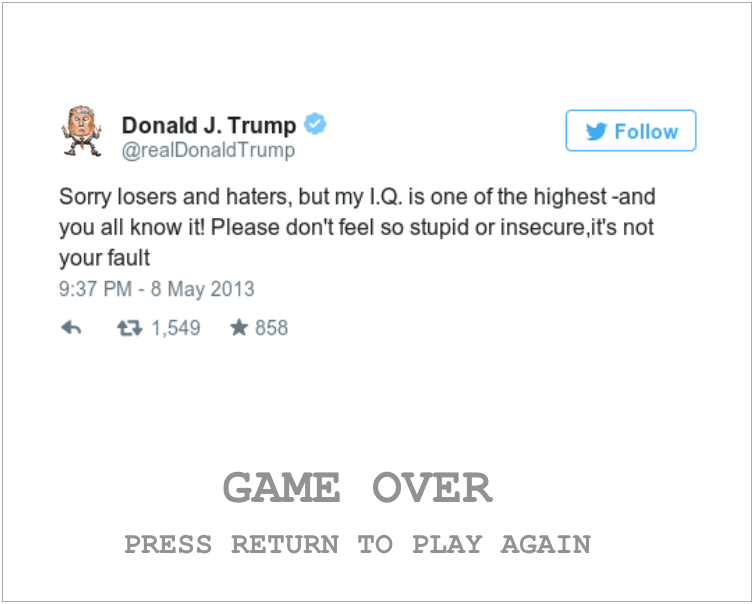 Donald J. Trump
Follow
@realDonaldTrump
Sorry losers and haters, but my I.Q. is one of the highest -and
you all know it! Please don't feel so stupid or insecure,it's not
your fault
9:37 PM - 8 May 2013
1,549 858
GAME OVER
PRESS RETURN TO PLAY AGAIN